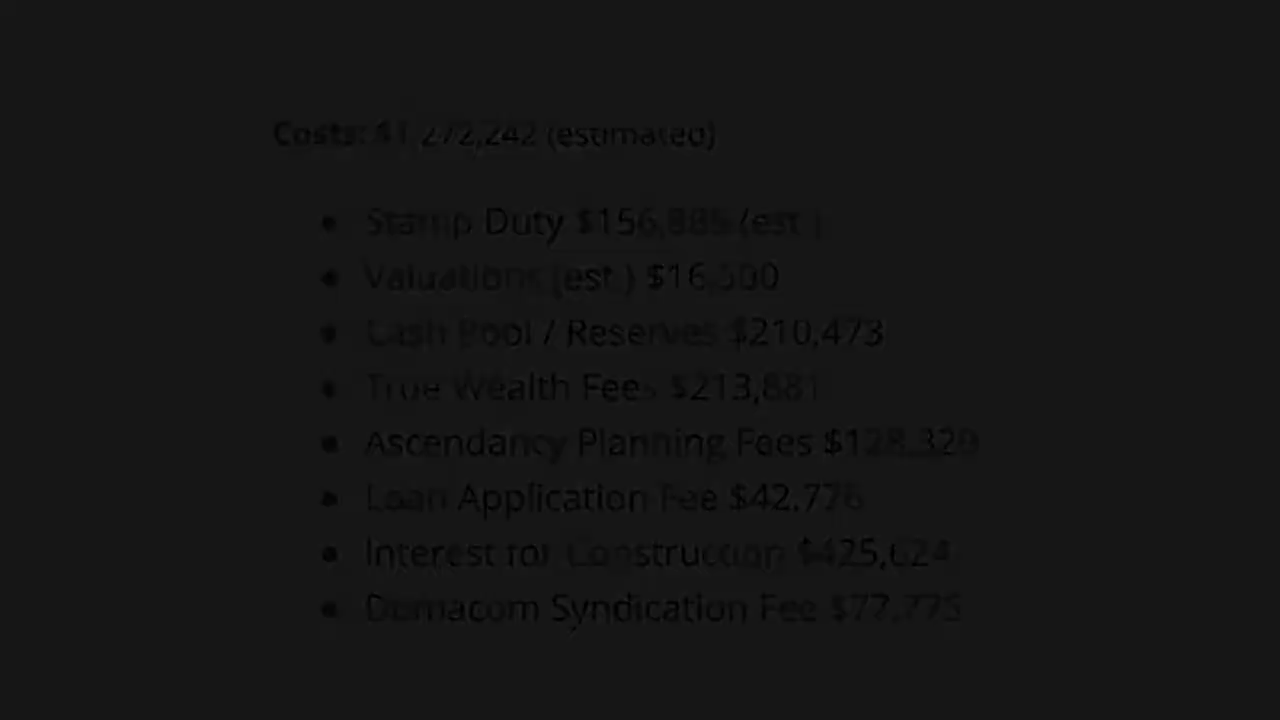 Costs: $1,272,242 (estimated)
• Stamp Duty $156,885 (est.)
• Valuations (est.) $16,500
• Cash Pool / Reserves $210,473
• True Wealth Fees $213,881
• Ascendancy Planning Fees $128,329
• Loan Application Fee $42,776
• Interest for Construction $425,624
• Domacom Syndication Fee $77,775